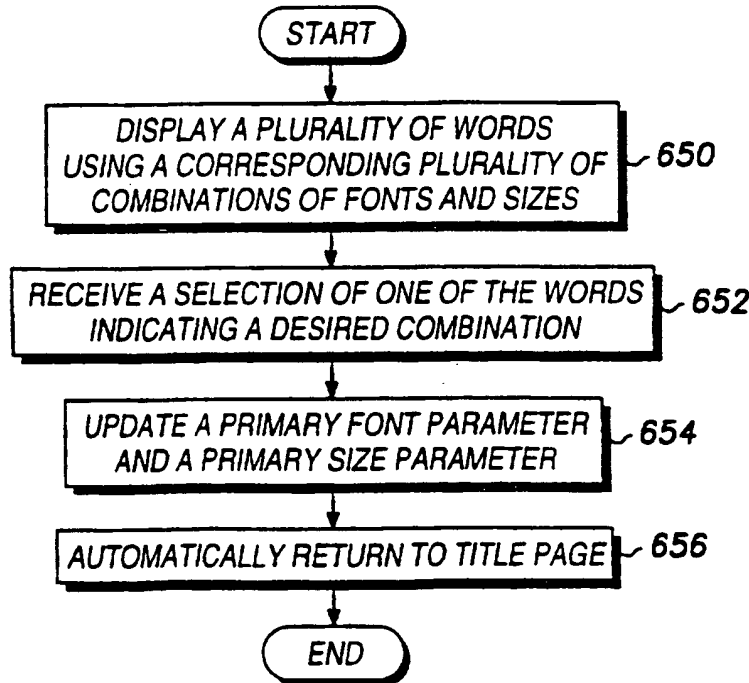 START
DISPLAY A PLURALITY OF WORDS
USING A CORRESPONDING PLURALITY OF
COMBINATIONS OF FONTS AND SIZES
650
RECEIVE A SELECTION OF ONE OF THE WORDS
INDICATING A DESIRED COMBINATION
652
UPDATE A PRIMARY FONT PARAMETER
AND A PRIMARY SIZE PARAMETER
654
AUTOMATICALLY RETURN TO TITLE PAGE
656
END